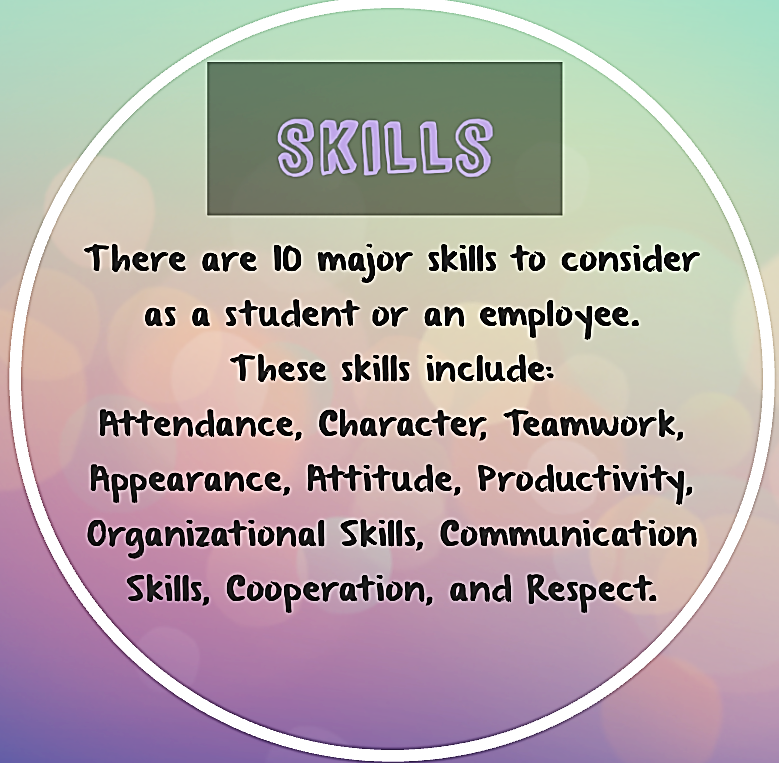 SKILLS
There are 10 major skills to consider
as a student or an employee.
These skills include:
Attendance, Character, Teamwork,
Appearance, Attitude, Productivity,
Organizational Skills, Communication
Skills, Cooperation, and Respect.